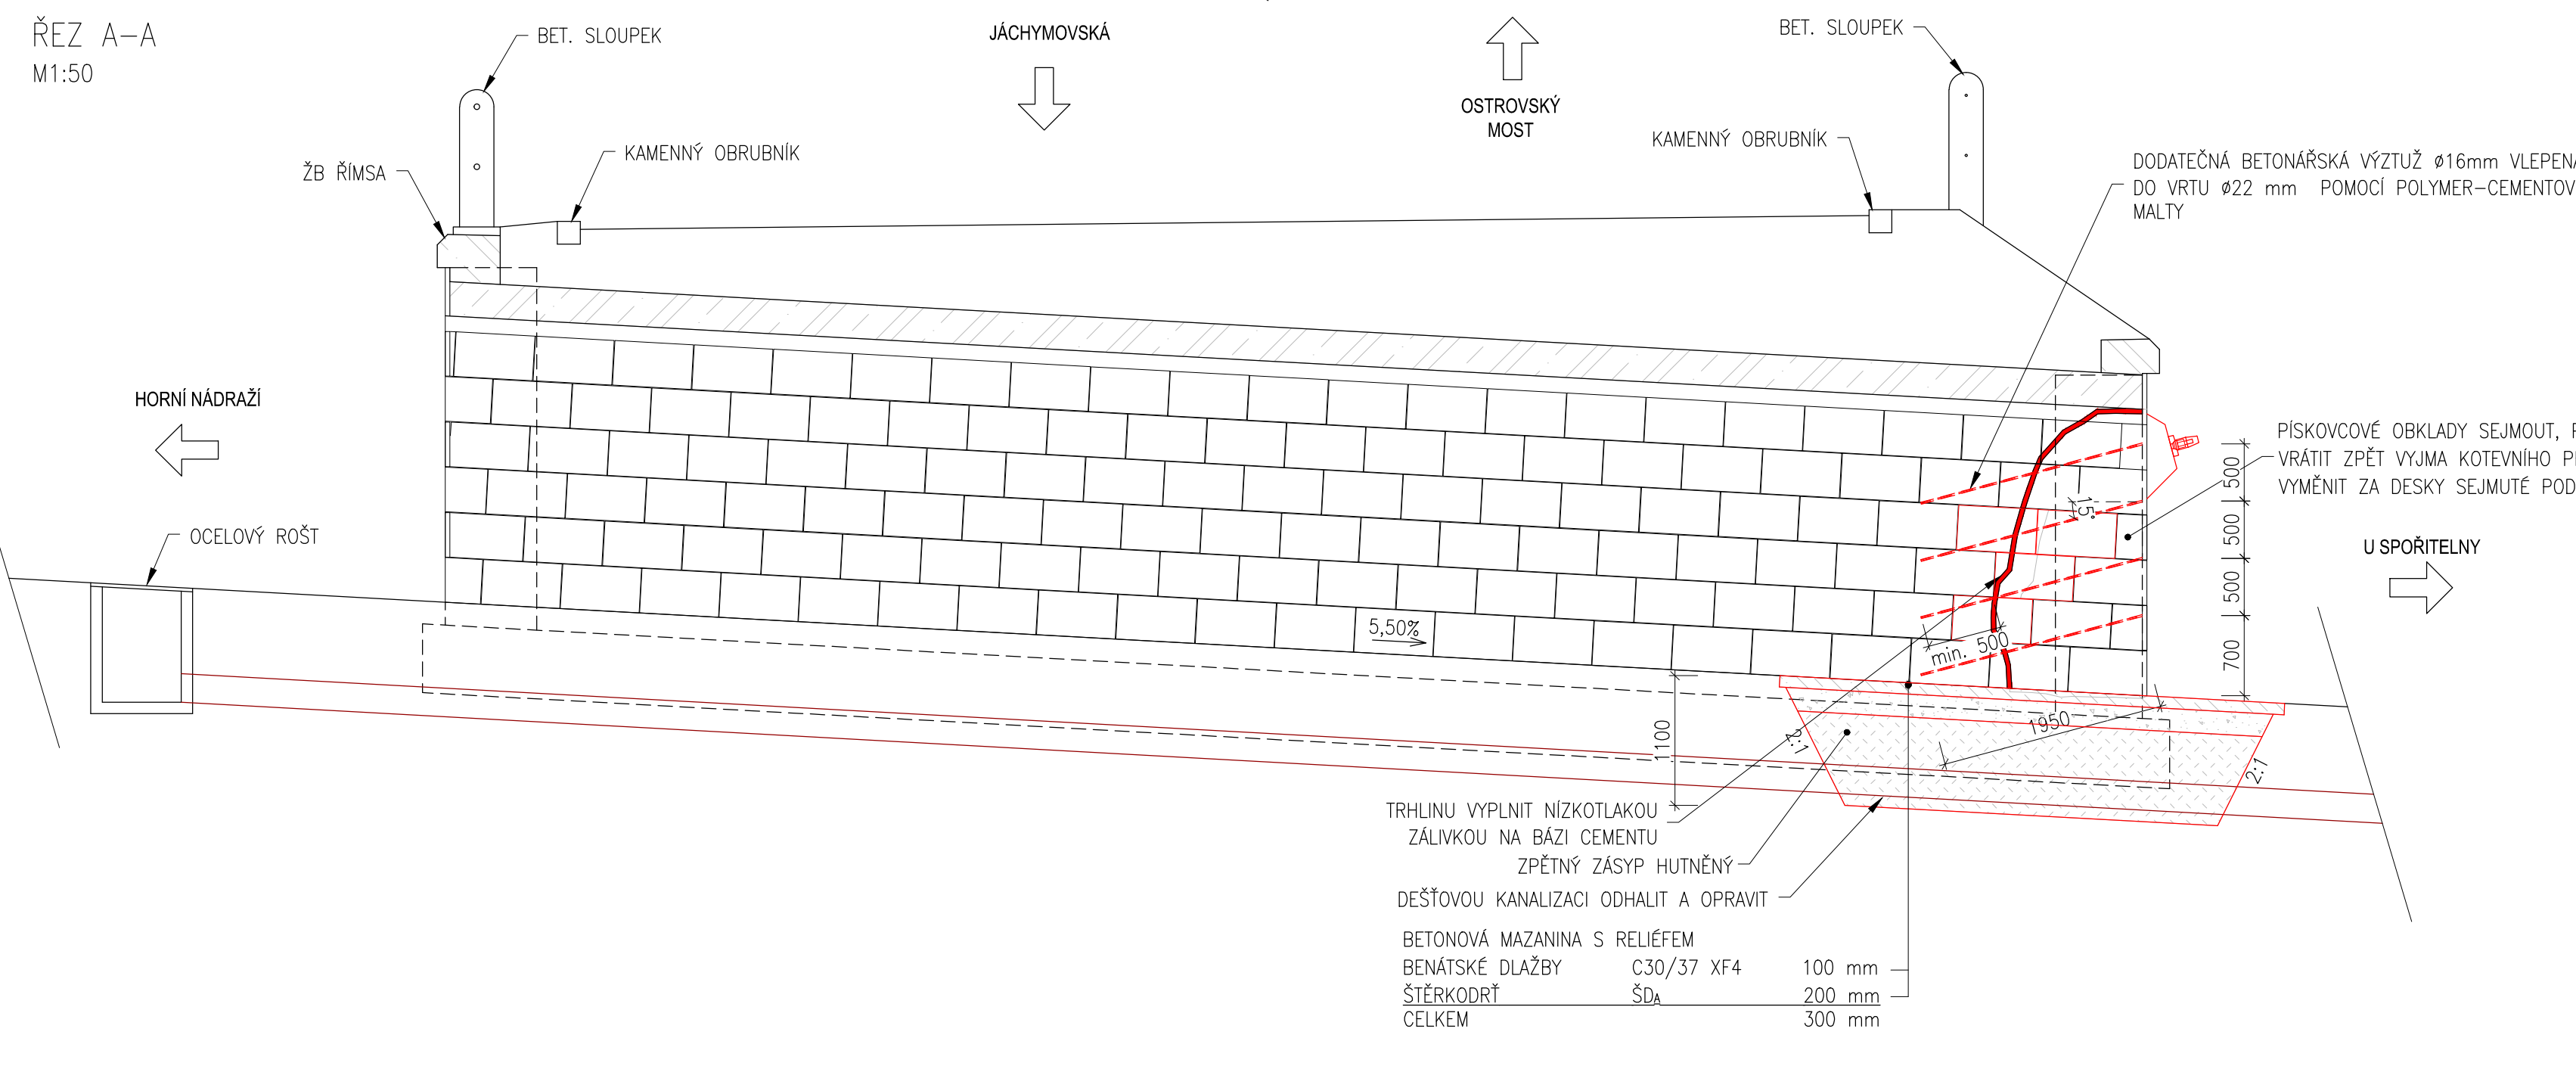 ŘEZ A-A
M1:50
BET. SLOUPEK
JÁCHYMOVSKÁ
OSTROVSKÝ
MOST
BET. SLOUPEK
KAMENNÝ OBRUBNÍK
KAMENNÝ OBRUBNÍK
ŽB ŘÍMSA
DODATEČNÁ BETONÁŘSKÁ VÝZTUŽ ø16mm VLEPENA
DO VRTU ø22 mm POMOCÍ POLYMER-CEMENTOV
MALTY
HORNÍ NÁDRAŽÍ
PÍSKOVCOVÉ OBKLADY SEJMOUT,
VRÁTIT ZPĚT VYJMA KOTEVNÍHO
VYMĚNIT ZA DESKY SEJMUTÉ POD
500
500
500
700
15°
OCELOVÝ ROŠT
U SPOŘITELNY
5,50%
min. 500
1950
1100
2:1
2:1
TRHLINU VYPLNIT NÍZKOTLAKOU
ZÁLIVKOU NA BÁZI CEMENTU
ZPĚTNÝ ZÁSYP HUTNĚNÝ
DEŠŤOVOU KANALIZACI ODHALIT A OPRAVIT
BETONOVÁ MAZANINA S RELIÉFEM
BENÁTSKÉ DLAŽBY C30/37 XF4 100 mm
ŠTĚRKODRŤ ŠDA 200 mm
CELKEM 300 mm